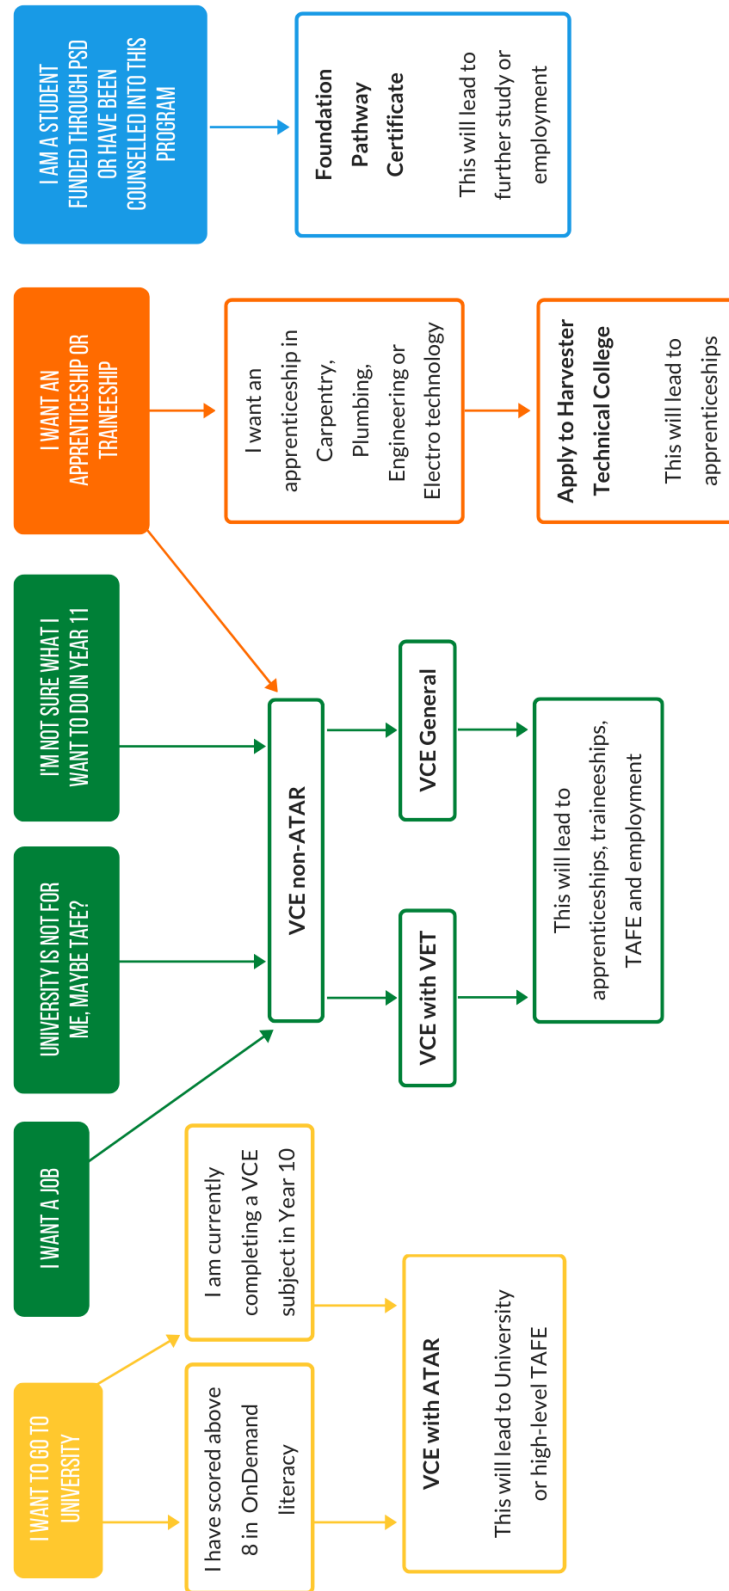 I WANT TO GO TO
UNIVERSITY
I WANT A JOB
UNIVERSITY IS NOT FOR
ME, MAYBE TAFE?
I'M NOT SURE WHAT I
WANT TO DO IN YEAR 11
I WANT AN
APPRENTICESHIP OR
TRAINEESHIP
I AM A STUDENT
FUNDED THROUGH PSD
OR HAVE BEEN
COUNSELLED INTO THIS
PROGRAM
I have scored above
8 in OnDemand
literacy
I am currently
completing a VCE
subject in Year 10
VCE with ATAR
This will lead to University
or high-level TAFE
VCE non-ATAR
VCE with VET
VCE General
This will lead to
apprenticeships, traineeships,
TAFE and employment
I want an
apprenticeship in
Carpentry,
Plumbing,
Engineering or
Electro technology
Apply to Harvester
Technical College
This will lead to
apprenticeships
Foundation
Pathway
Certificate
This will lead to
further study or
employment